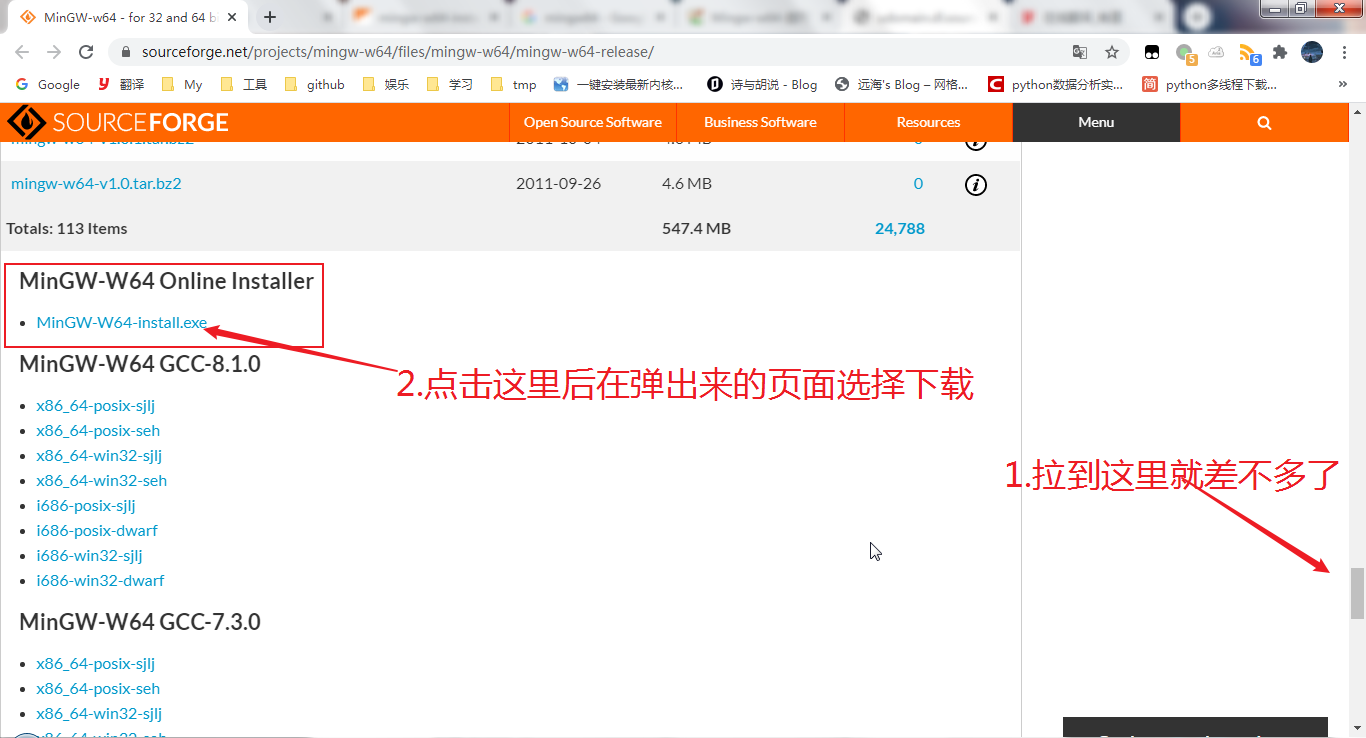 MinGW-w64 - for 32 and 64 b
sourceforge.net/projects/mingw-w64/files/mingw-w64/mingw-w64-release/
5
6
Google 翻译 My 工具 github 娱乐 学习 tmp 一键安装最新内核... 诗与胡说 - Blog 远海's Blog – 网格... python数据分析实... python多线程下载... »
SOURCEFORGE Open Source Software Business Software Resources Menu
mingw-w64-v1.0.tar.bz2 2011-09-26 4.6 MB 0
Totals: 113 Items 547.4 MB 24,788
MinGW-W64 Online Installer
MinGW-W64-install.exe
MinGW-W64 GCC-8.1.0
2.点击这里后在弹出来的页面选择下载
x86_64-posix-sjlj
x86_64-posix-seh
x86_64-win32-sjlj
1.拉到这里就差不多了
x86_64-win32-seh
i686-posix-sjlj
i686-posix-dwarf
i686-win32-sjlj
i686-win32-dwarf
MinGW-W64 GCC-7.3.0
x86_64-posix-sjlj
x86_64-posix-seh
x86_64-win32-sjlj